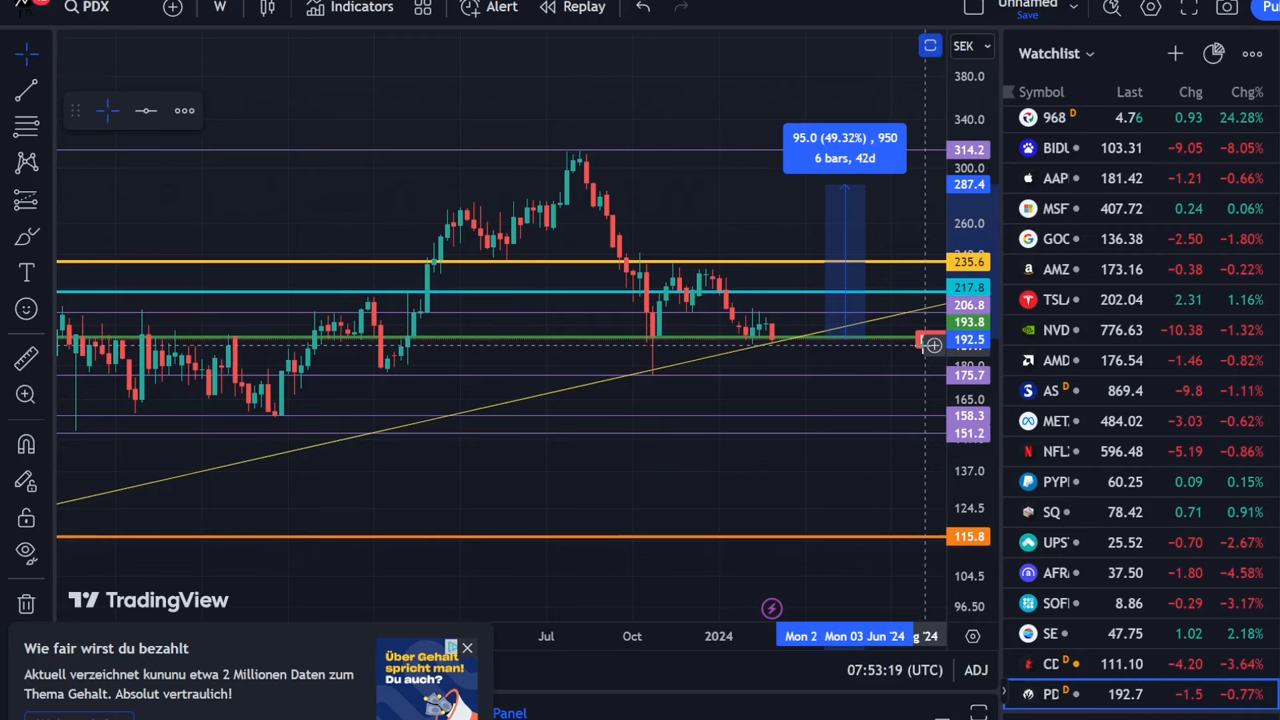 PDX
W
Indicators
Alert
Replay
Unnamed
Save
SEK
Watchlist
Symbol Last Chg Chg%
968 D 4.76 0.93 24.28%
BIDU 103.31 −9.05 −8.05%
AAP 181.42 −1.21 −0.66%
MSF 407.72 0.24 0.06%
GOO 136.38 −2.50 −1.80%
AMZ 173.16 −0.38 −0.22%
TSLA 202.04 2.31 1.16%
NVD 776.63 −10.38 −1.32%
AMD 176.54 −1.46 −0.82%
AS D 869.4 −9.8 −1.11%
MET 484.02 −3.03 −0.62%
NFL 596.48 −5.19 −0.86%
PYPI 60.25 0.09 0.15%
SQ 78.42 0.71 0.91%
UPS 25.52 −0.70 −2.67%
AFR 37.50 −1.80 −4.58%
SOFI 8.86 −0.29 −3.17%
SE 47.75 1.02 2.18%
CD D 111.10 −4.20 −3.64%
PD D 192.7 −1.5 −0.77%
95.0 (49.32%) , 950
6 bars, 42d
380.0
340.0
314.2
300.0
287.4
260.0
235.6
217.8
206.8
193.8
192.5
175.7
165.0
158.3
151.2
137.0
124.5
115.8
104.5
96.50
TradingView
Jul Oct 2024 Mon 2 Mon 03 Jun '24 g '24
07:53:19 (UTC) ADJ
Wie fair wirst du bezahlt
Aktuell verzeichnet kununu etwa 2 Millionen Daten zum
Thema Gehalt. Absolut vertraulich!
Über Gehalt
spricht man!
Du auch?
Panel